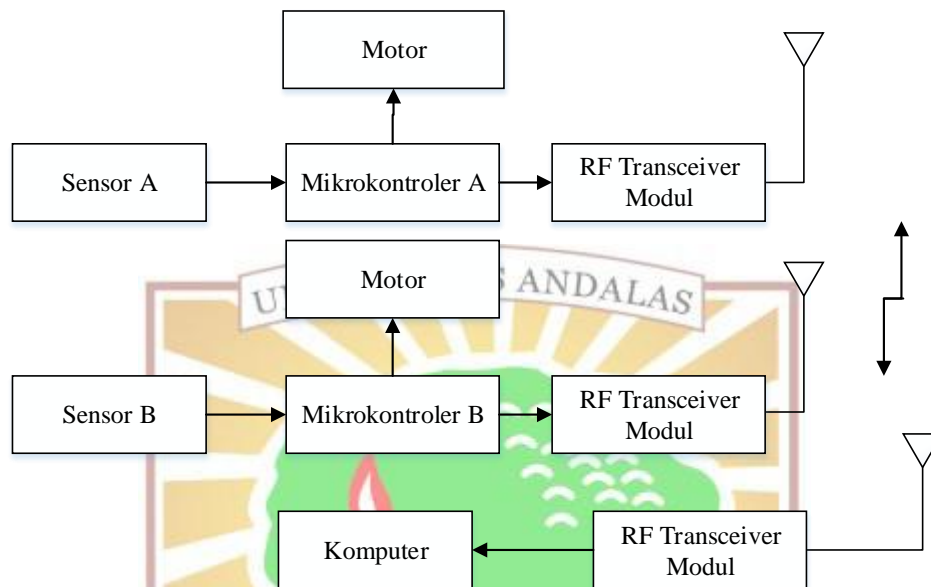 Motor
Sensor A
Mikrokontroler A
RF Transceiver
Modul
Motor
ANDALAS
Sensor B
Mikrokontroler B
RF Transceiver
Modul
Komputer
RF Transceiver
Modul